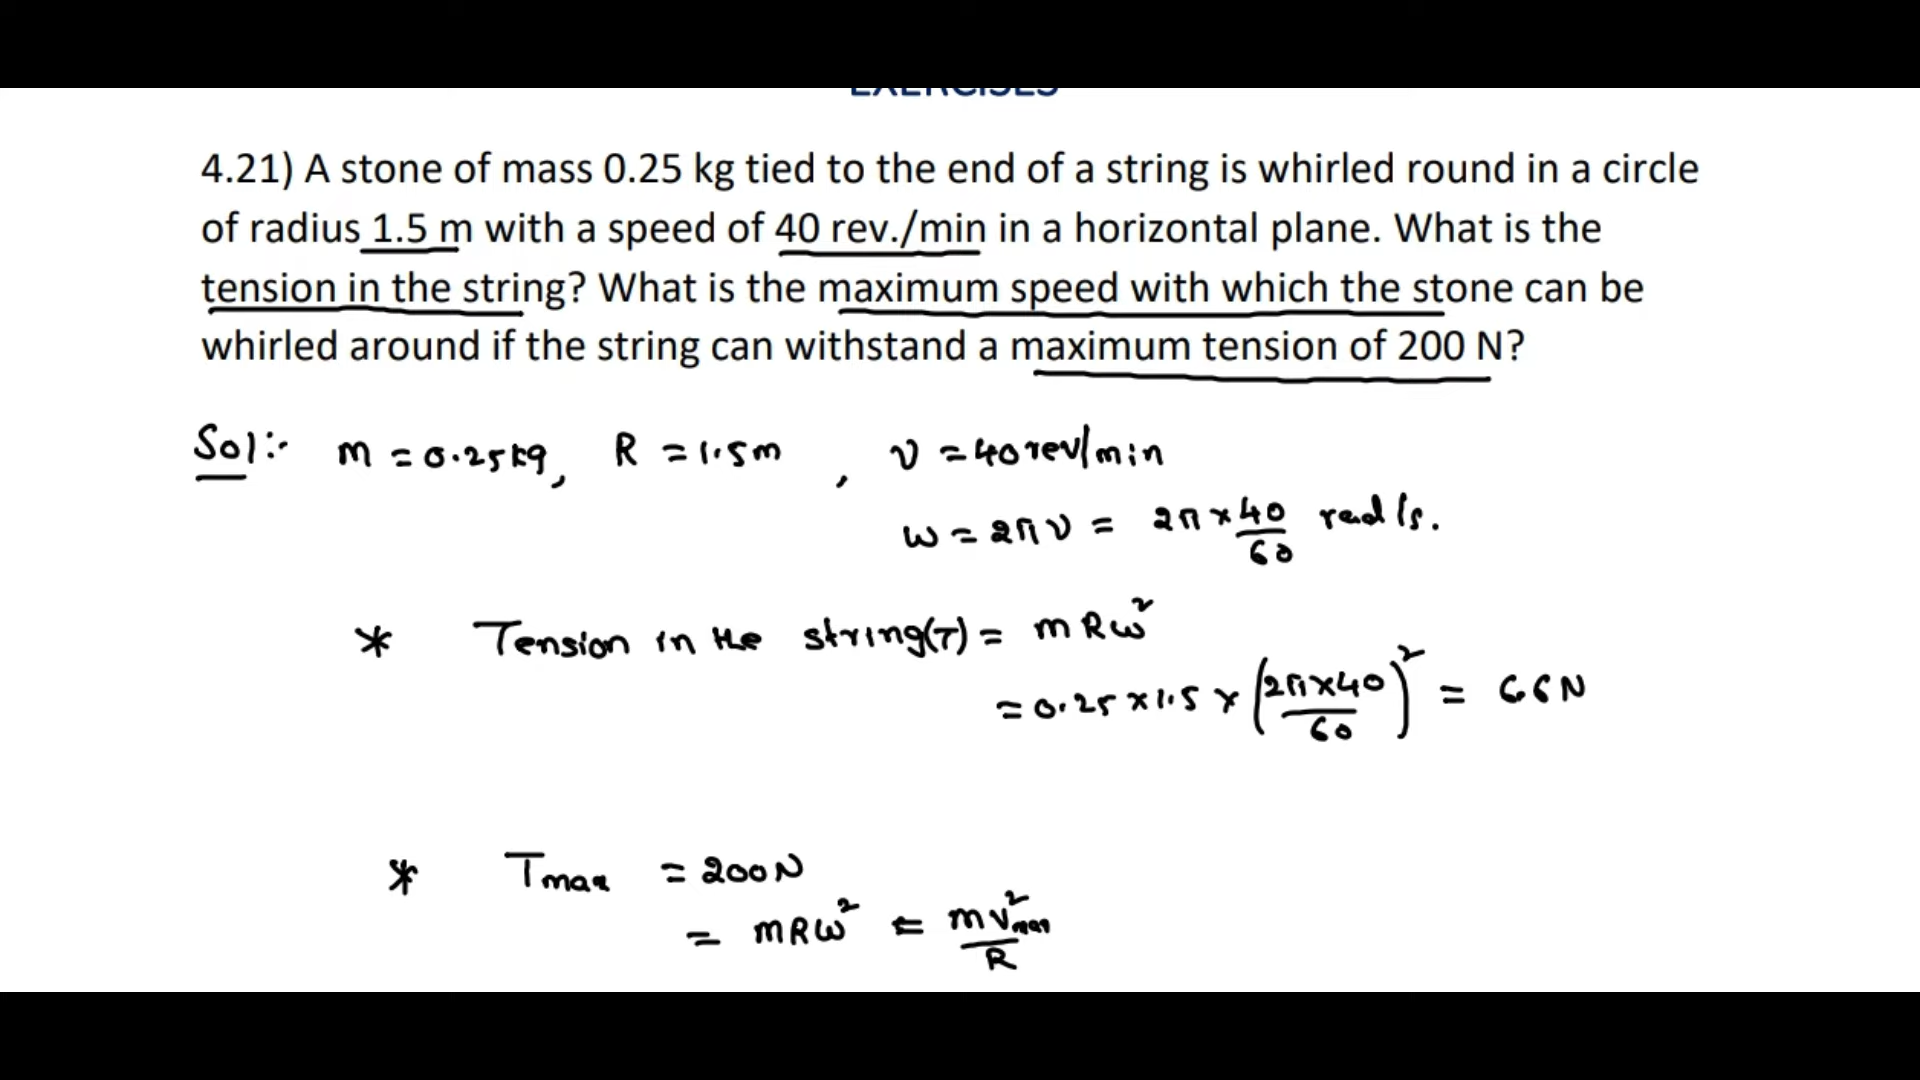 EXERCISES
4.21) A stone of mass 0.25 kg tied to the end of a string is whirled round in a circle
of radius 1.5 m with a speed of 40 rev./min in a horizontal plane. What is the
tension in the string? What is the maximum speed with which the stone can be
whirled around if the string can withstand a maximum tension of 200 N?
Sol:- m = 0.25kg, R = 1.5m, ν = 40rev/min
ω = 2πν = 2π × 40/60 rad/s.
* Tension in the string(T) = mRω²
= 0.25 × 1.5 × (2π×40/60)² = 6.6N
* Tmax = 200N
= mRω² = mv²max/R